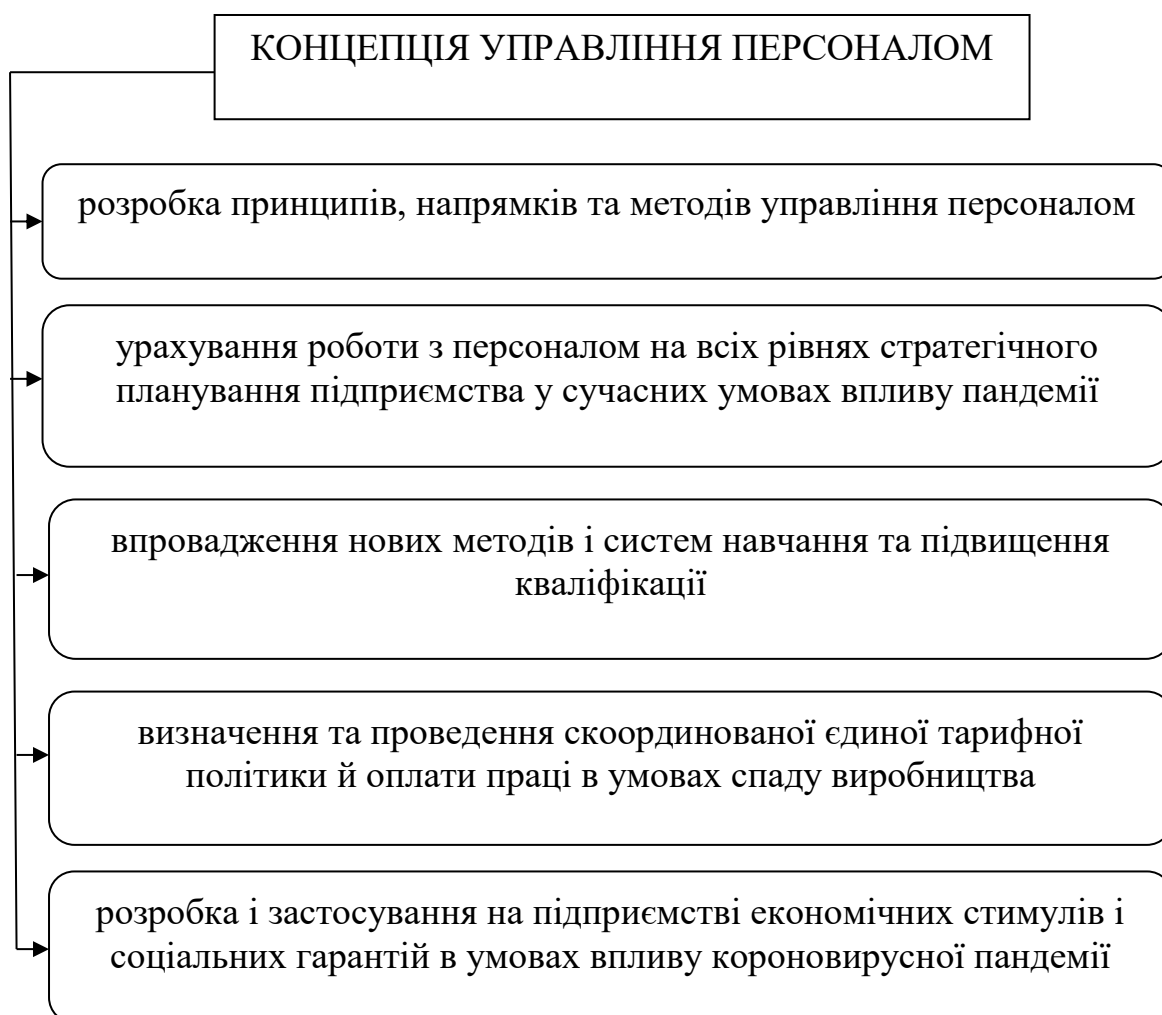 КОНЦЕПЦІЯ УПРАВЛІННЯ ПЕРСОНАЛОМ
розробка принципів, напрямків та методів управління персоналом
урахування роботи з персоналом на всіх рівнях стратегічного
планування підприємства у сучасних умовах впливу пандемії
впровадження нових методів і систем навчання та підвищення
кваліфікації
визначення та проведення скоординованої єдиної тарифної
політики й оплати праці в умовах спаду виробництва
розробка і застосування на підприємстві економічних стимулів і
соціальних гарантій в умовах впливу короновирусної пандемії